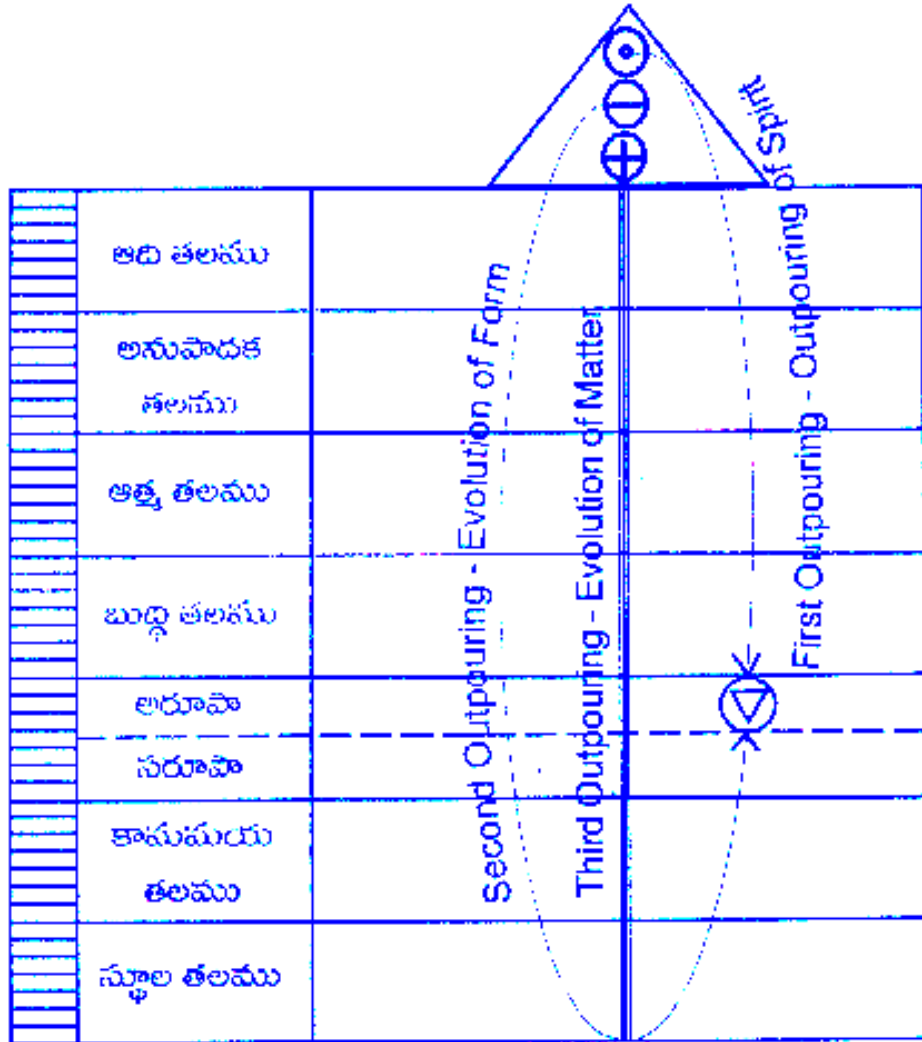 ఆది తలము
అనుపాదక
తలము
ఆత్మ తలము
బుద్ధి తలము
అరూపా
సరూపా
కామమయ
తలము
స్థూల తలము
Second Outpouring - Evolution of Form
Third Outpouring - Evolution of Matter
First Outpouring - Outpouring of Spirit